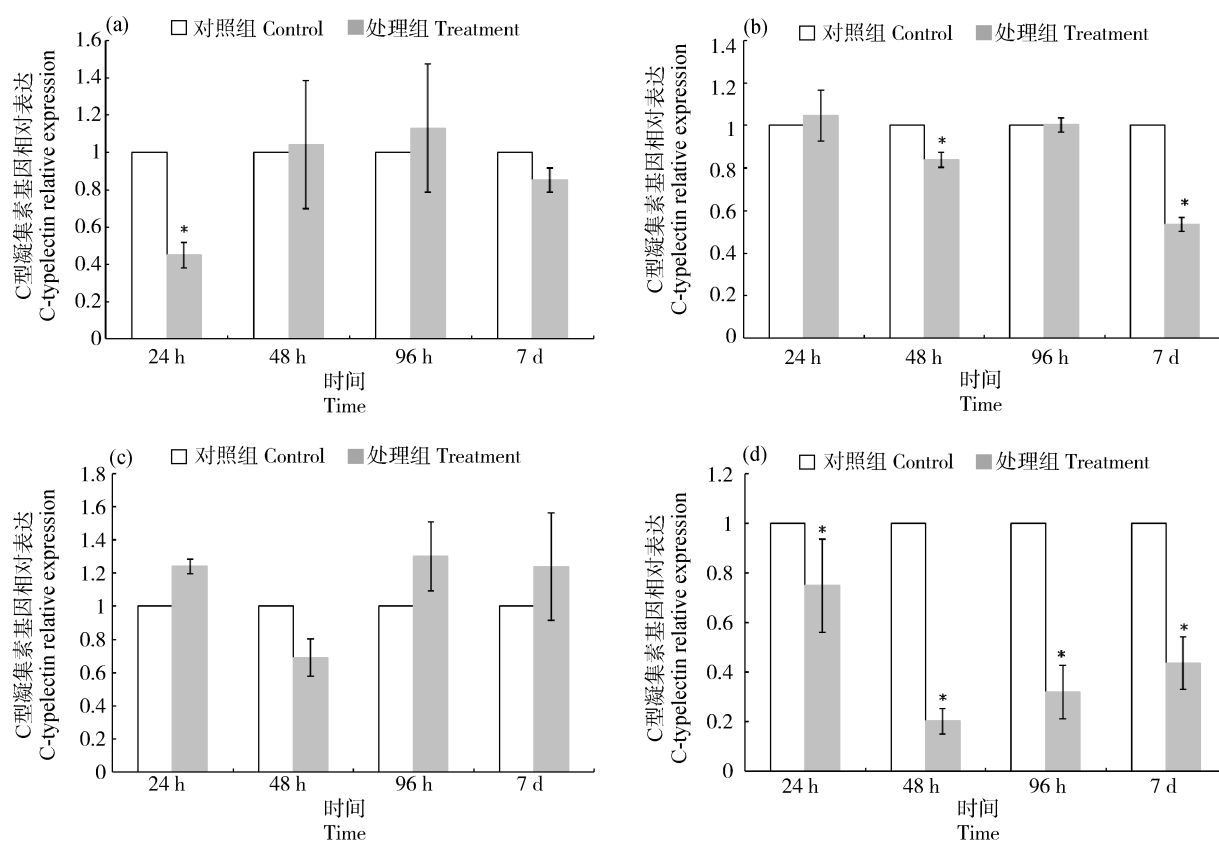 (a)
对照组 Control 处理组 Treatment
C型凝集素基因相对表达
C-typelectin relative expression
1.6
1.4
1.2
1
0.8
0.6
0.4
0.2
0
*
24 h 48 h 96 h 7 d
时间
Time
(b)
对照组 Control 处理组 Treatment
C型凝集素基因相对表达
C-typelectin relative expression
1.4
1.2
1
0.8
0.6
0.4
0.2
0
* *
24 h 48 h 96 h 7 d
时间
Time
(c)
对照组 Control 处理组 Treatment
C型凝集素基因相对表达
C-typelectin relative expression
1.8
1.6
1.4
1.2
1
0.8
0.6
0.4
0.2
0
24 h 48 h 96 h 7 d
时间
Time
(d)
对照组 Control 处理组 Treatment
C型凝集素基因相对表达
C-typelectin relative expression
1.2
1
0.8
0.6
0.4
0.2
0
* * * *
24 h 48 h 96 h 7 d
时间
Time